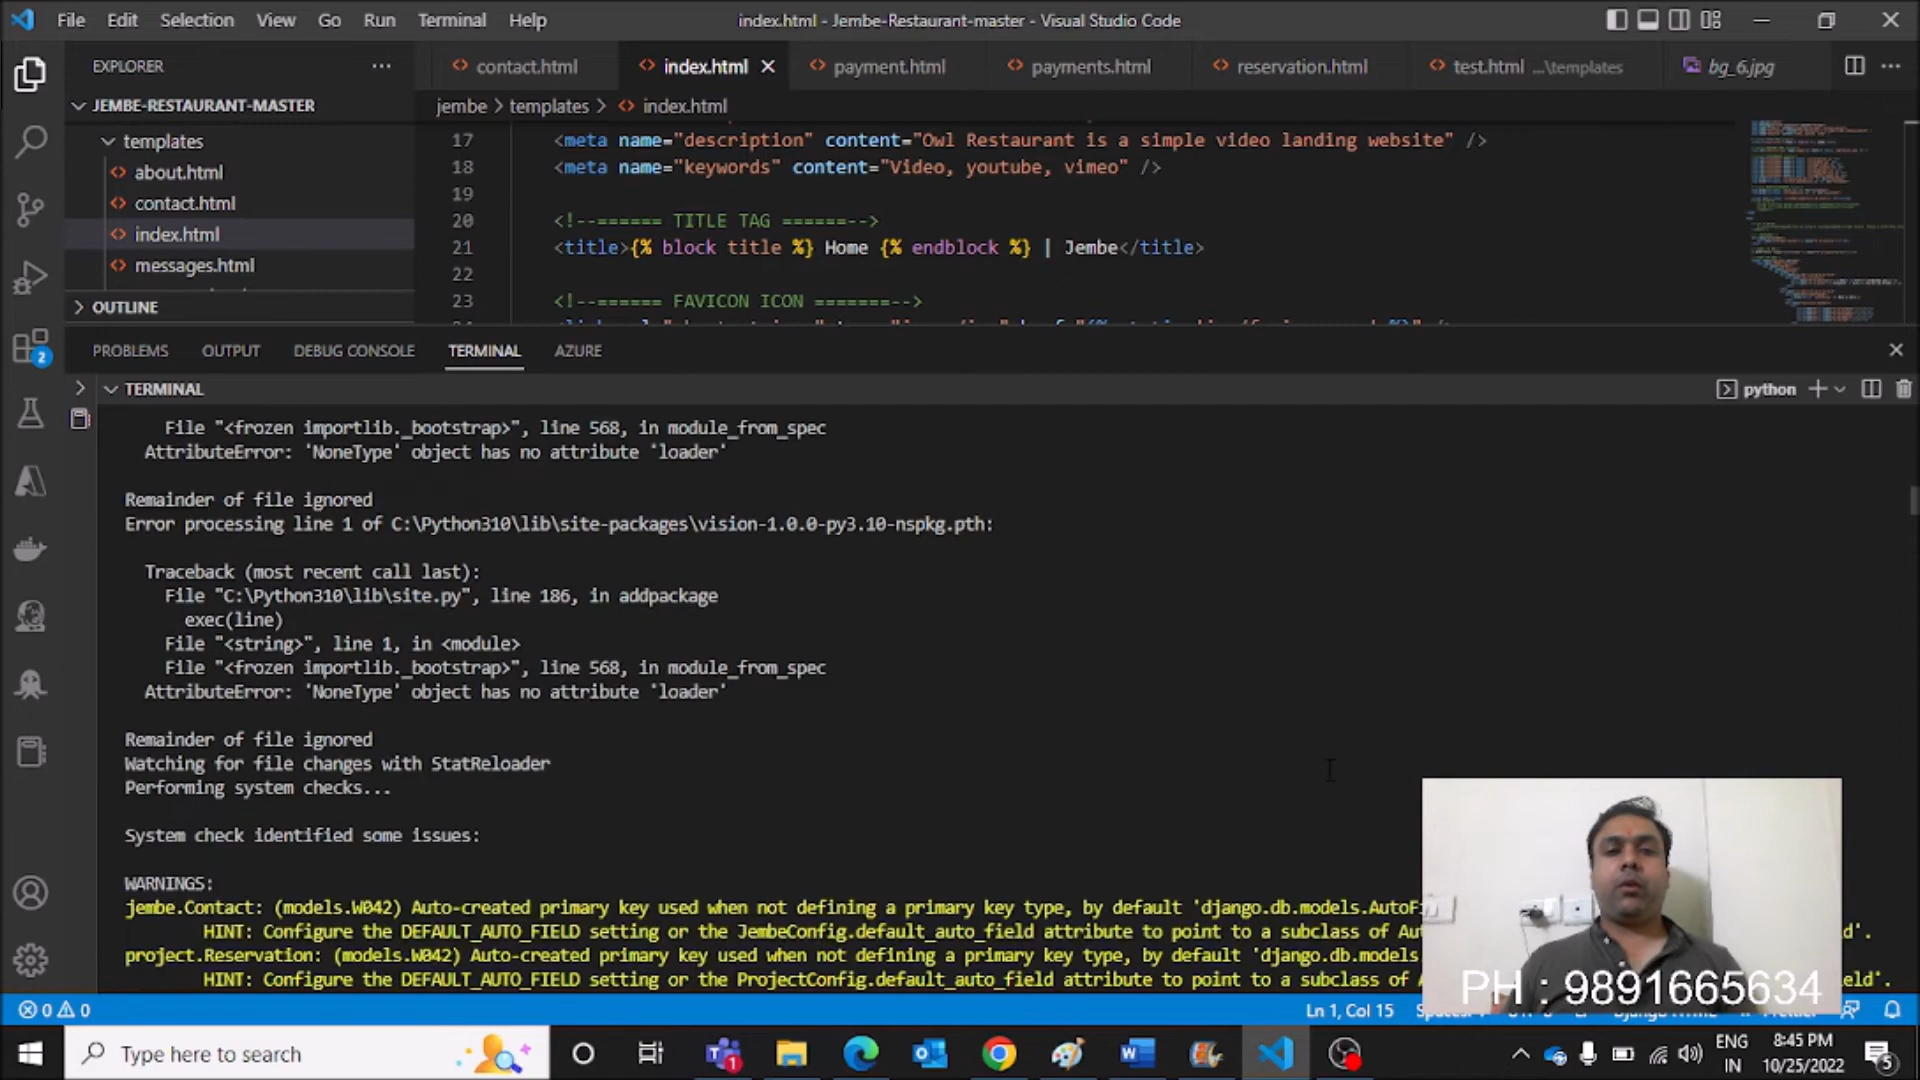 File Edit Selection View Go Run Terminal Help
index.html - Jembe-Restaurant-master - Visual Studio Code
EXPLORER
contact.html index.html payment.html payments.html reservation.html test.html ...\templates bg_6.jpg
JEMBE-RESTAURANT-MASTER
jembe > templates > index.html
templates
about.html
contact.html
index.html
messages.html
OUTLINE
17 <meta name="description" content="Owl Restaurant is a simple video landing website" />
18 <meta name="keywords" content="Video, youtube, vimeo" />
19
20 <!--====== TITLE TAG ======-->
21 <title>{% block title %} Home {% endblock %} | Jembe</title>
22
23 <!--====== FAVICON ICON =======-->
2
PROBLEMS OUTPUT DEBUG CONSOLE TERMINAL AZURE
TERMINAL
python
File "<frozen importlib._bootstrap>", line 568, in module_from_spec
AttributeError: 'NoneType' object has no attribute 'loader'
Remainder of file ignored
Error processing line 1 of C:\Python310\lib\site-packages\vision-1.0.0-py3.10-nspkg.pth:
Traceback (most recent call last):
File "C:\Python310\lib\site.py", line 186, in addpackage
exec(line)
File "<string>", line 1, in <module>
File "<frozen importlib._bootstrap>", line 568, in module_from_spec
AttributeError: 'NoneType' object has no attribute 'loader'
Remainder of file ignored
Watching for file changes with StatReloader
Performing system checks...
System check identified some issues:
WARNINGS:
jembe.Contact: (models.W042) Auto-created primary key used when not defining a primary key type, by default 'django.db.models.AutoFi
HINT: Configure the DEFAULT_AUTO_FIELD setting or the JembeConfig.default_auto_field attribute to point to a subclass of Aut d'.
project.Reservation: (models.W042) Auto-created primary key used when not defining a primary key type, by default 'django.db.models.
HINT: Configure the DEFAULT_AUTO_FIELD setting or the ProjectConfig.default_auto_field attribute to point to a subclass of A eld'.
PH : 9891665634
0 0
Ln 1, Col 15
Type here to search
1
ENG
IN
8:45 PM
10/25/2022
5